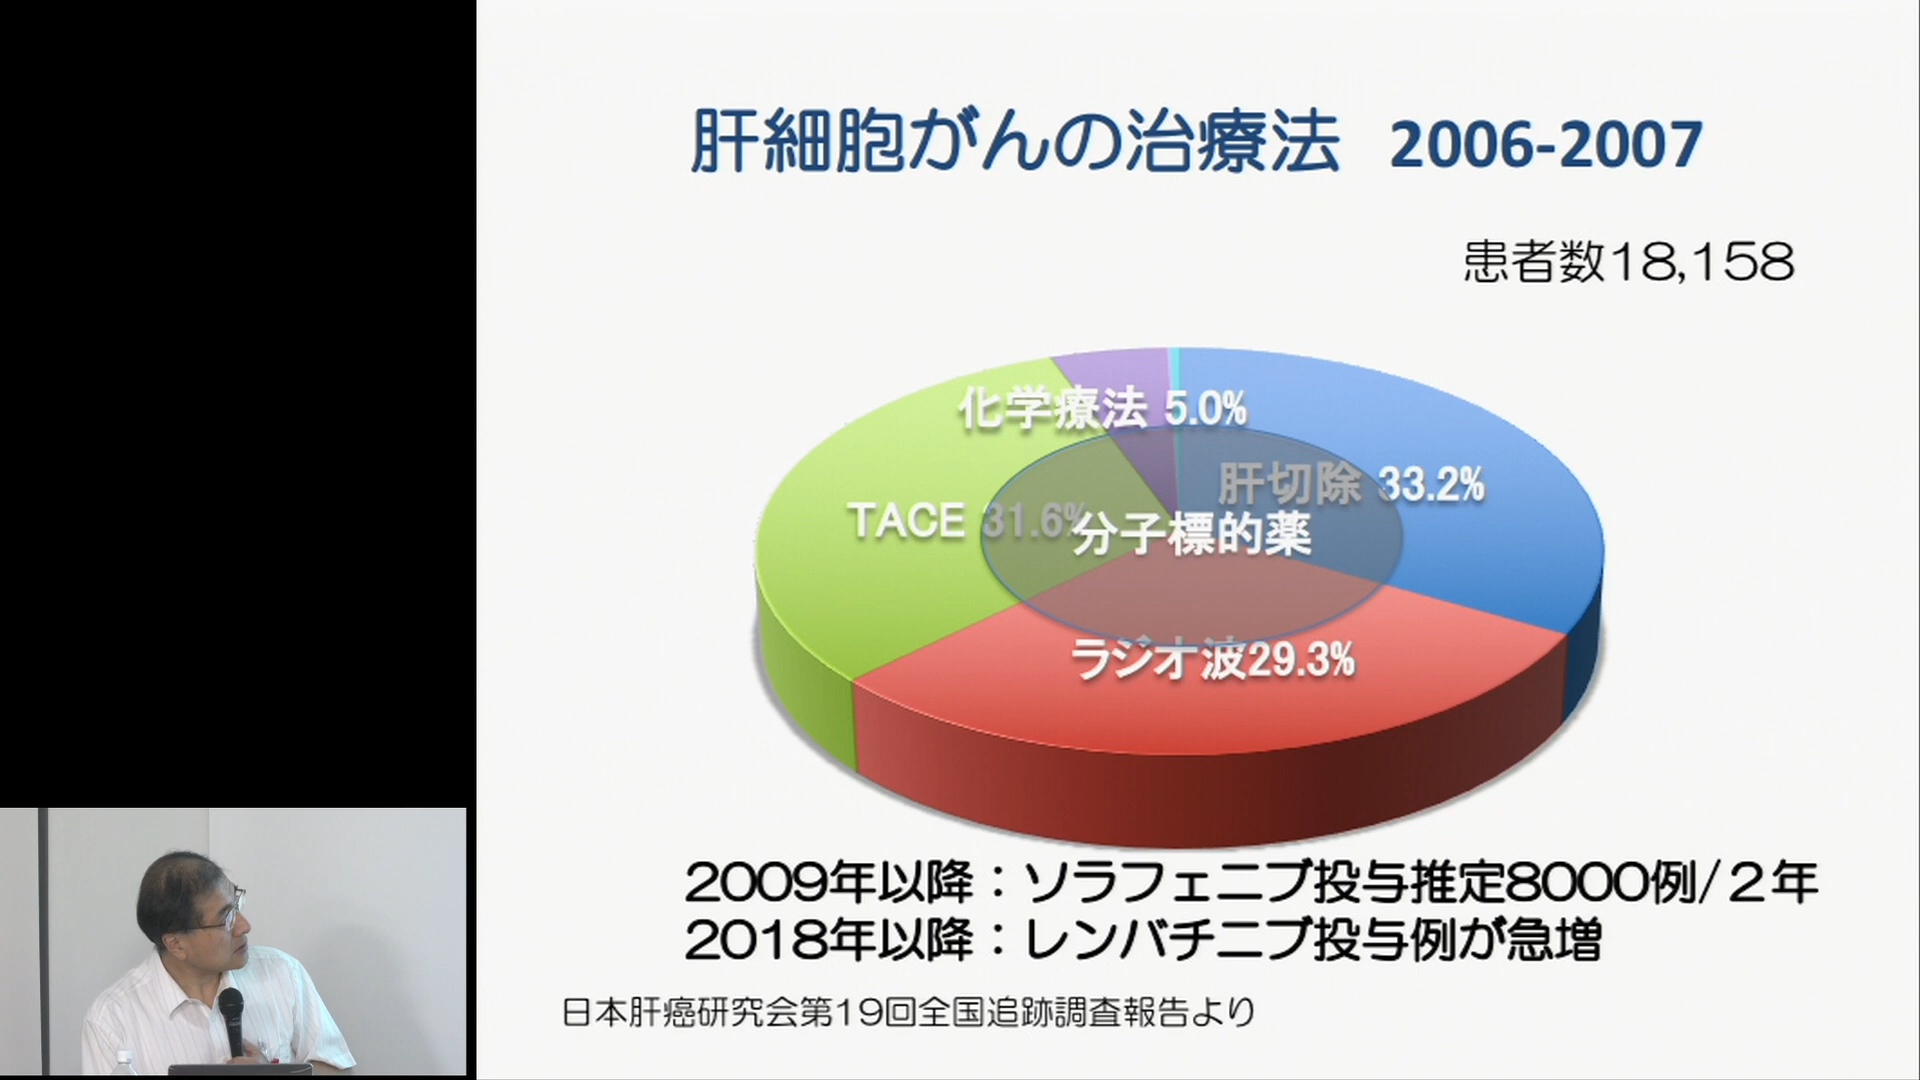 肝細胞がんの治療法 2006-2007
患者数18,158
化学療法 5.0%
肝切除 33.2%
TACE 31.6%
分子標的薬
ラジオ波29.3%
2009年以降：ソラフェニブ投与推定8000例/２年
2018年以降：レンバチニブ投与例が急増
日本肝癌研究会第19回全国追跡調査報告より